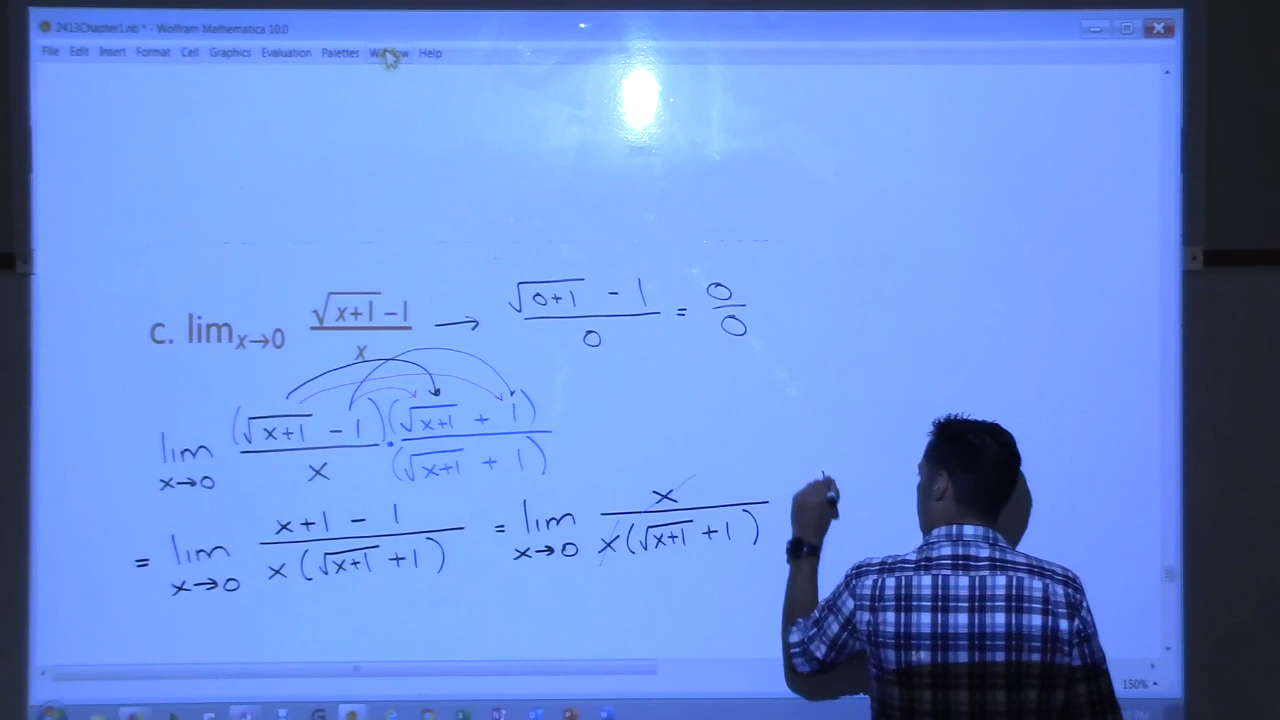 2413Chapter1.nb * - Wolfram Mathematica 10.0
File Edit Insert Format Cell Graphics Evaluation Palettes Window Help
c. lim x→0 (√(x+1) -1)/x → (√(0+1) - 1)/0 = 0/0
lim x→0 (√(x+1) - 1)/x · (√(x+1) + 1)/(√(x+1) + 1)
= lim x→0 (x+1 - 1)/(x(√(x+1) +1)) = lim x→0 x/(x(√(x+1) +1))
150%